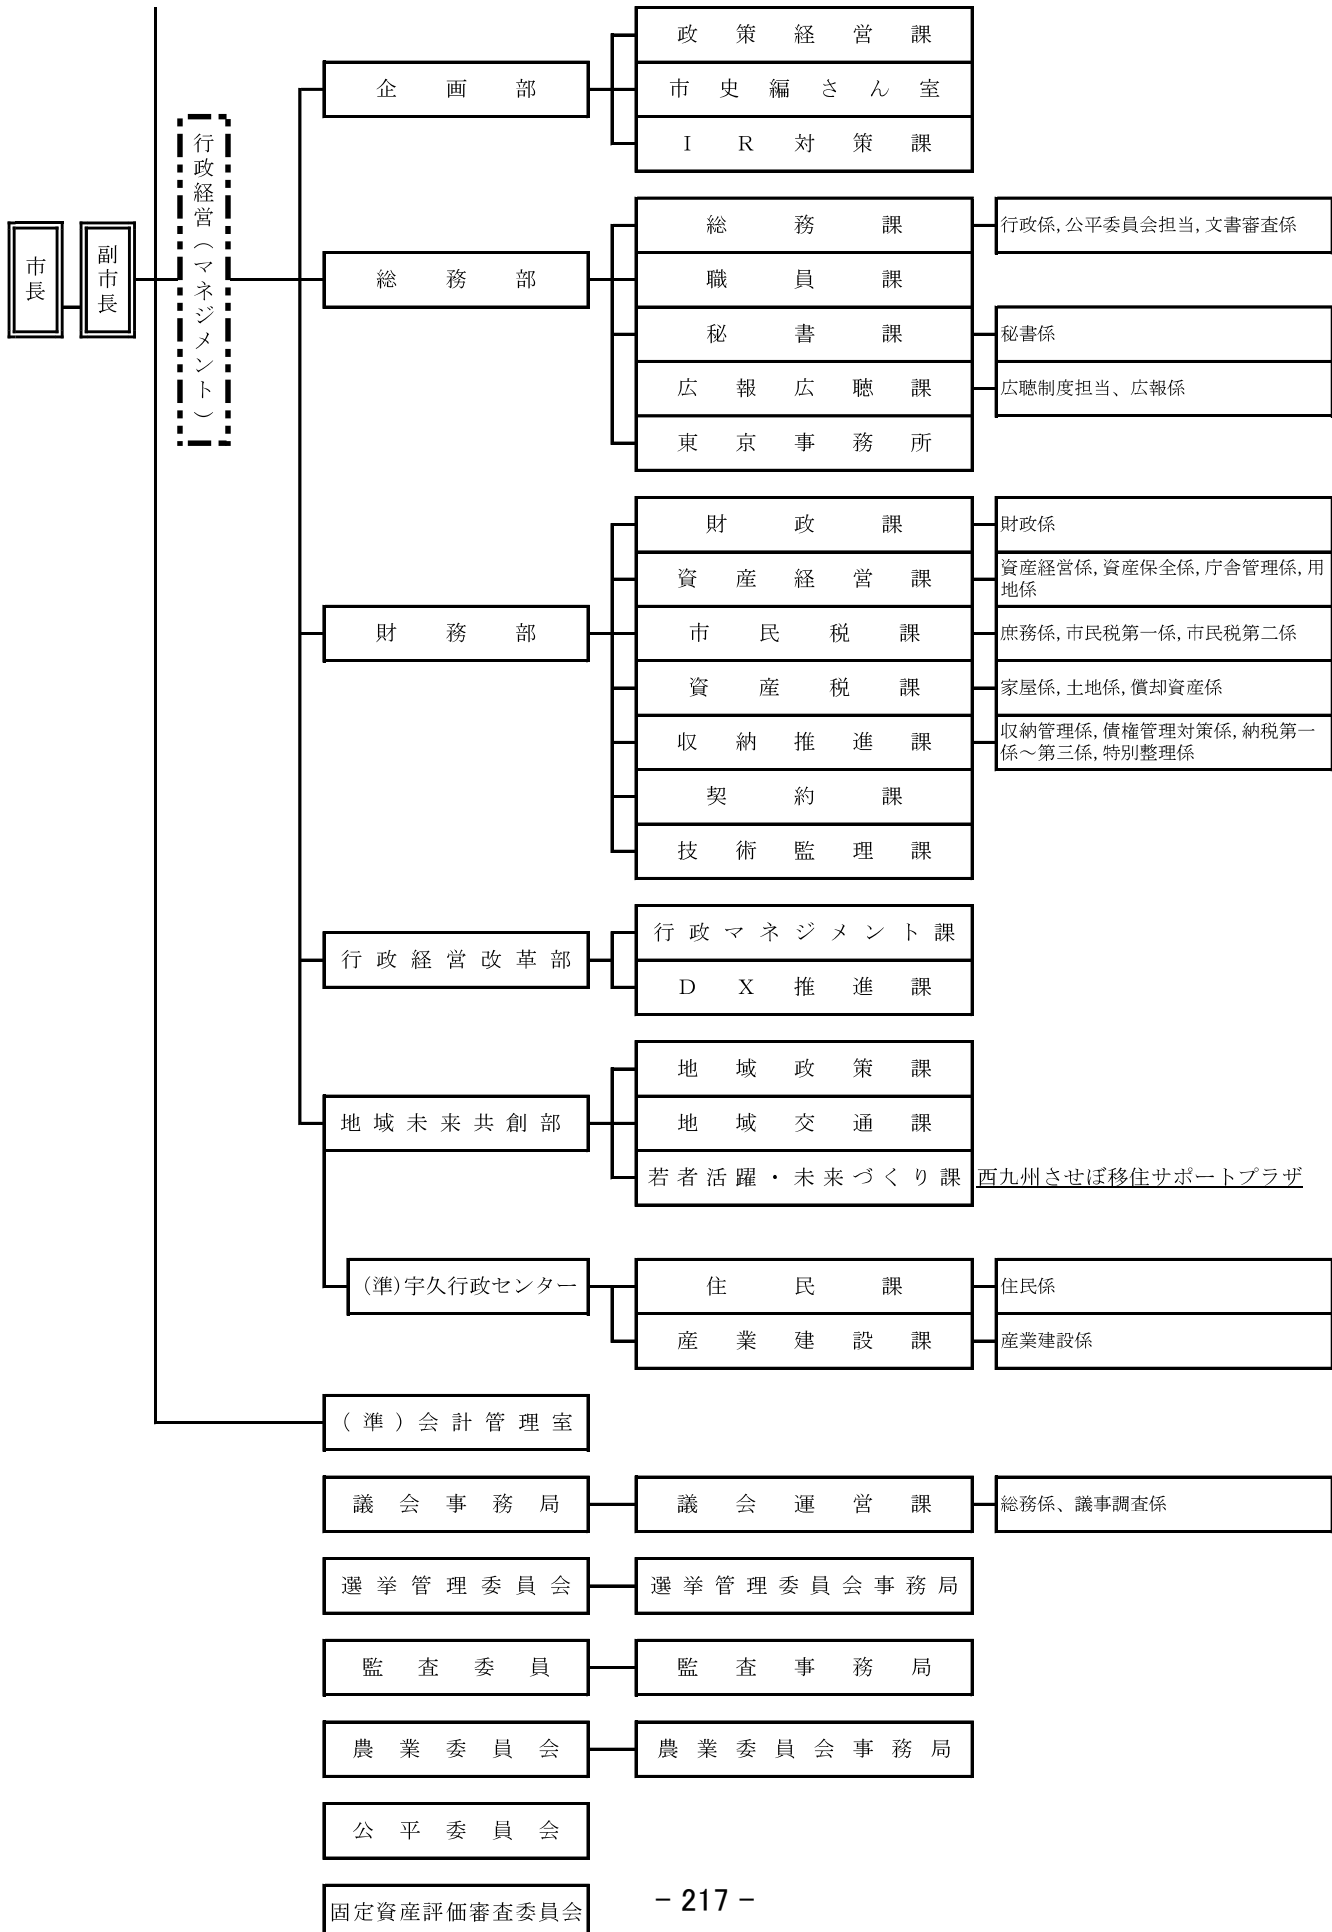 市長
副市長
行政経営（マネジメント）
企画部
政策経営課
市史編さん室
ＩＲ対策課
総務部
総務課
行政係,公平委員会担当,文書審査係
職員課
秘書課
秘書係
広報広聴課
広聴制度担当、広報係
東京事務所
財務部
財政課
財政係
資産経営課
資産経営係,資産保全係,庁舎管理係,用
地係
市民税課
庶務係,市民税第一係,市民税第二係
資産税課
家屋係,土地係,償却資産係
収納推進課
収納管理係,債権管理対策係,納税第一
係～第三係,特別整理係
契約課
技術監理課
行政経営改革部
行政マネジメント課
ＤＸ推進課
地域未来共創部
地域政策課
地域交通課
若者活躍・未来づくり課
西九州させぼ移住サポートプラザ
(準)宇久行政センター
住民課
住民係
産業建設課
産業建設係
(準)会計管理室
議会事務局
議会運営課
総務係、議事調査係
選挙管理委員会
選挙管理委員会事務局
監査委員
監査事務局
農業委員会
農業委員会事務局
公平委員会
固定資産評価審査委員会
－217－